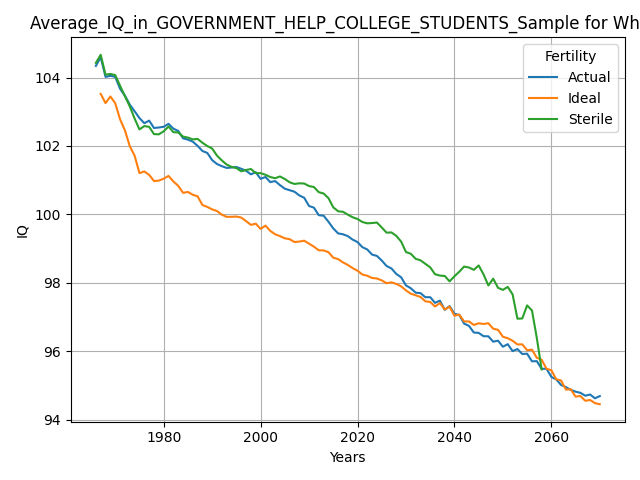 Average_IQ_in_GOVERNMENT_HELP_COLLEGE_STUDENTS_Sample for Wh
Fertility
Actual
Ideal
Sterile
IQ
104
102
100
98
96
94
1980
2000
2020
2040
2060
Years